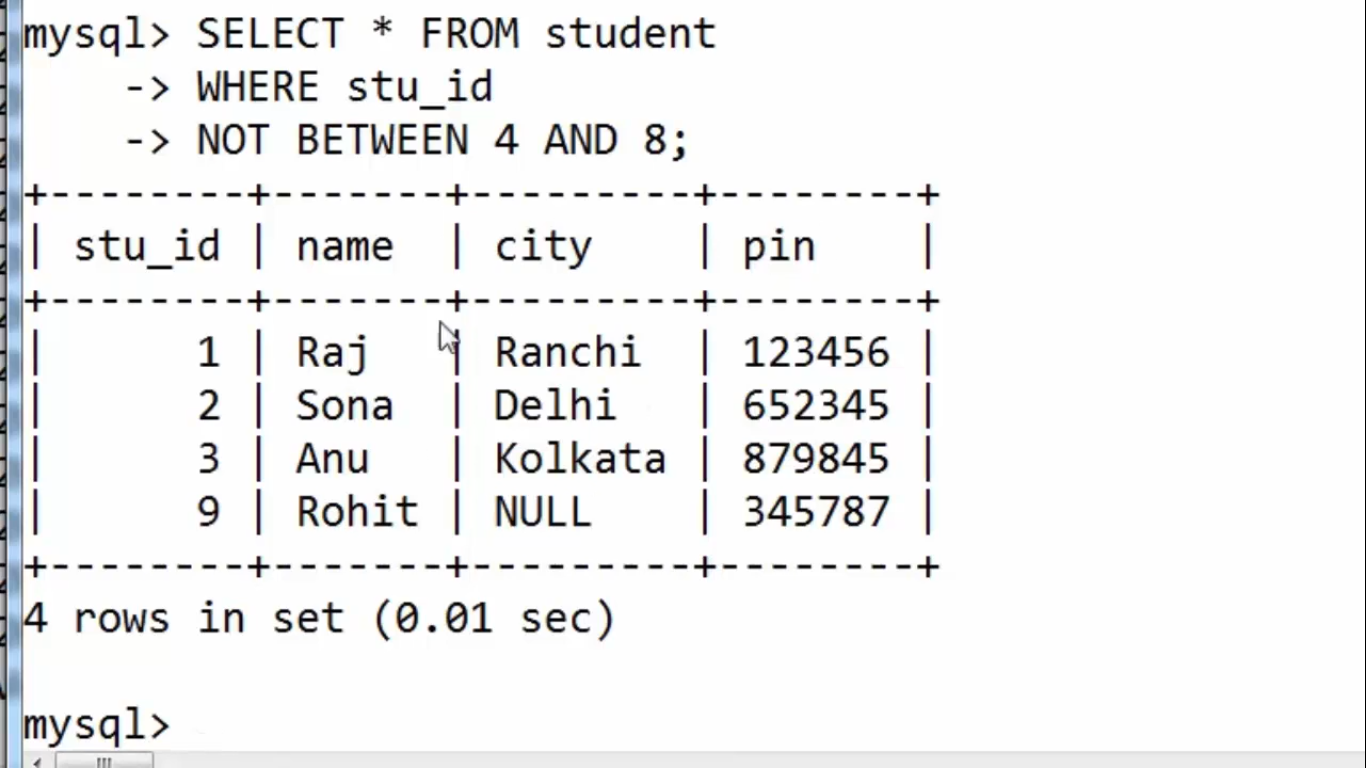 mysql> SELECT * FROM student
    -> WHERE stu_id
    -> NOT BETWEEN 4 AND 8;
+--------+-------+---------+--------+
| stu_id | name  | city    | pin    |
+--------+-------+---------+--------+
|      1 | Raj   | Ranchi  | 123456 |
|      2 | Sona  | Delhi   | 652345 |
|      3 | Anu   | Kolkata | 879845 |
|      9 | Rohit | NULL    | 345787 |
+--------+-------+---------+--------+
4 rows in set (0.01 sec)

mysql>